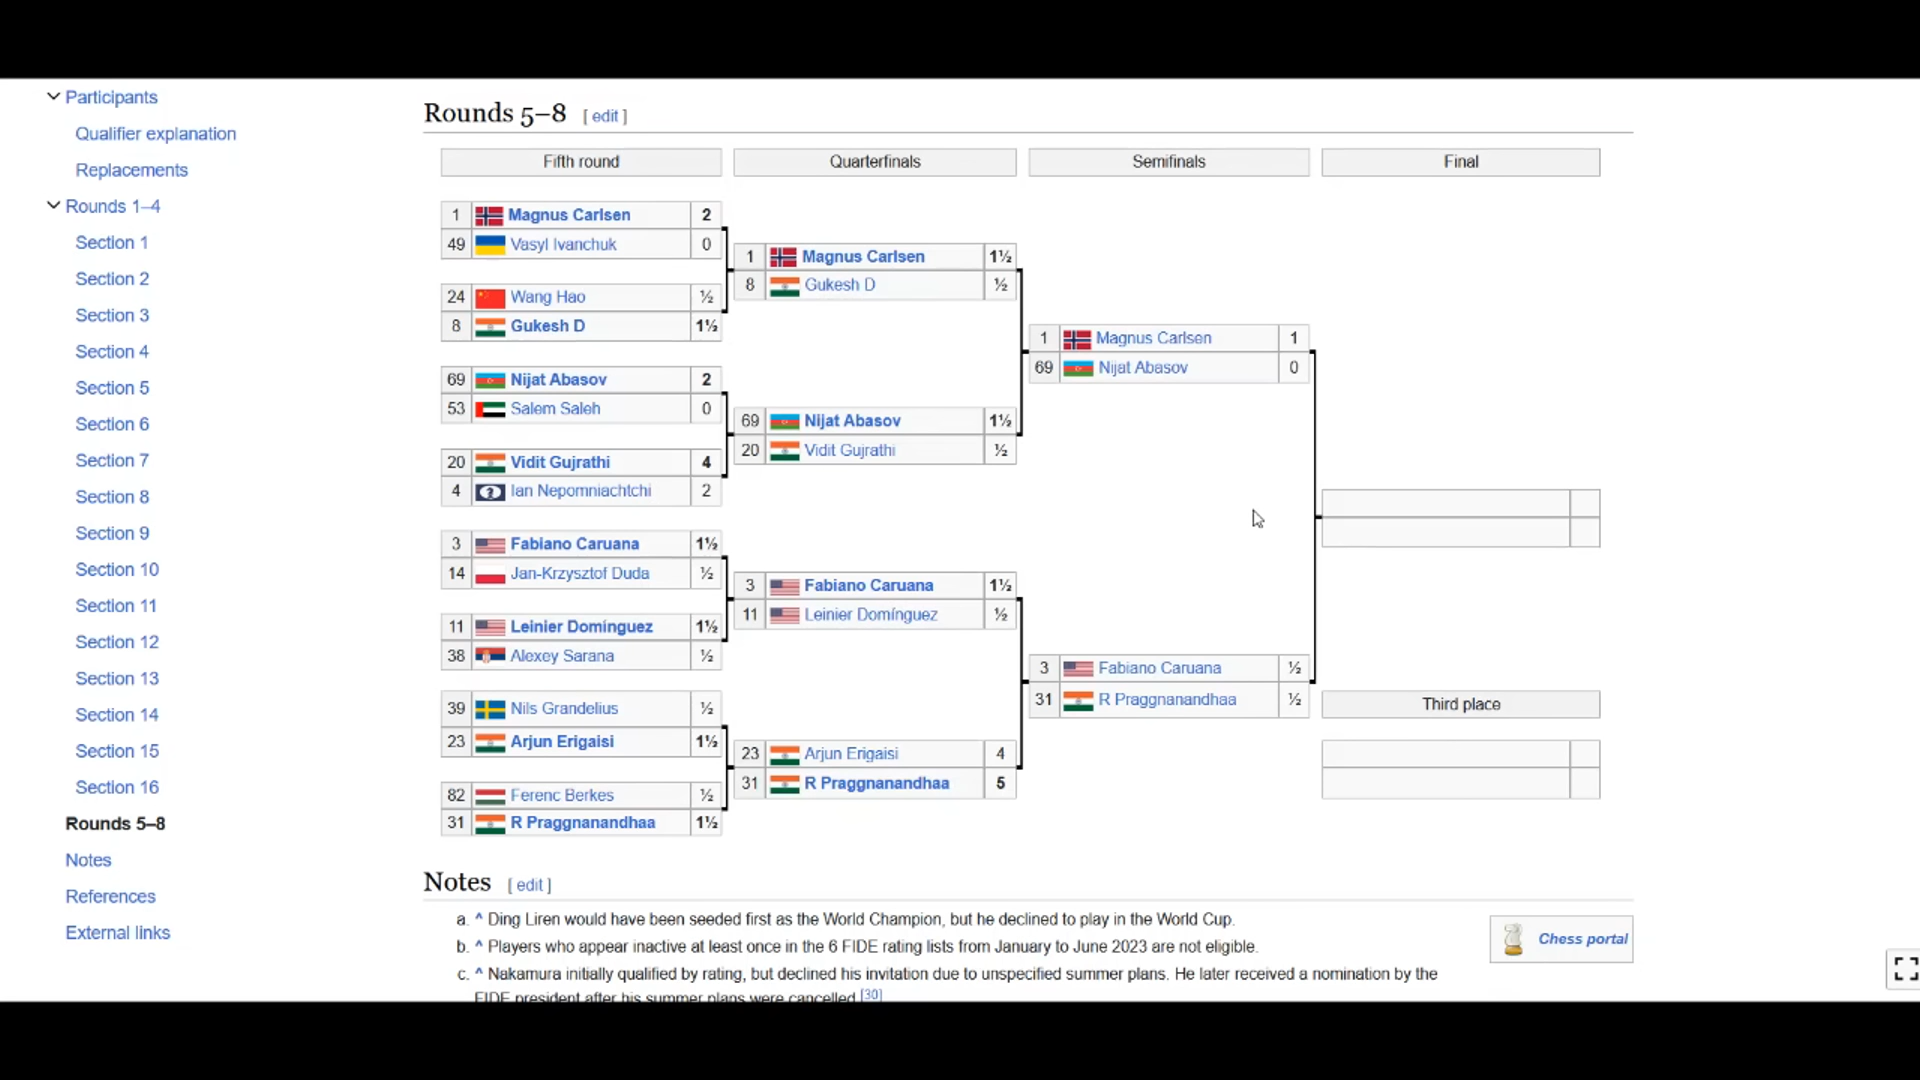 Participants
Qualifier explanation
Replacements
Rounds 1–4
Section 1
Section 2
Section 3
Section 4
Section 5
Section 6
Section 7
Section 8
Section 9
Section 10
Section 11
Section 12
Section 13
Section 14
Section 15
Section 16
Rounds 5–8
Notes
References
External links
Rounds 5–8 [ edit ]
Fifth round
1 Magnus Carlsen 2
49 Vasyl Ivanchuk 0
24 Wang Hao ½
8 Gukesh D 1½
69 Nijat Abasov 2
53 Salem Saleh 0
20 Vidit Gujrathi 4
4 Ian Nepomniachtchi 2
3 Fabiano Caruana 1½
14 Jan-Krzysztof Duda ½
11 Leinier Domínguez 1½
38 Alexey Sarana ½
39 Nils Grandelius ½
23 Arjun Erigaisi 1½
82 Ferenc Berkes ½
31 R Praggnanandhaa 1½
Quarterfinals
1 Magnus Carlsen 1½
8 Gukesh D ½
69 Nijat Abasov 1½
20 Vidit Gujrathi ½
3 Fabiano Caruana 1½
11 Leinier Domínguez ½
23 Arjun Erigaisi 4
31 R Praggnanandhaa 5
Semifinals
1 Magnus Carlsen 1
69 Nijat Abasov 0
3 Fabiano Caruana ½
31 R Praggnanandhaa ½
Final
Third place
Notes [ edit ]
a. ^ Ding Liren would have been seeded first as the World Champion, but he declined to play in the World Cup.
b. ^ Players who appear inactive at least once in the 6 FIDE rating lists from January to June 2023 are not eligible.
c. ^ Nakamura initially qualified by rating, but declined his invitation due to unspecified summer plans. He later received a nomination by the
FIDE president after his summer plans were cancelled.[30]
Chess portal